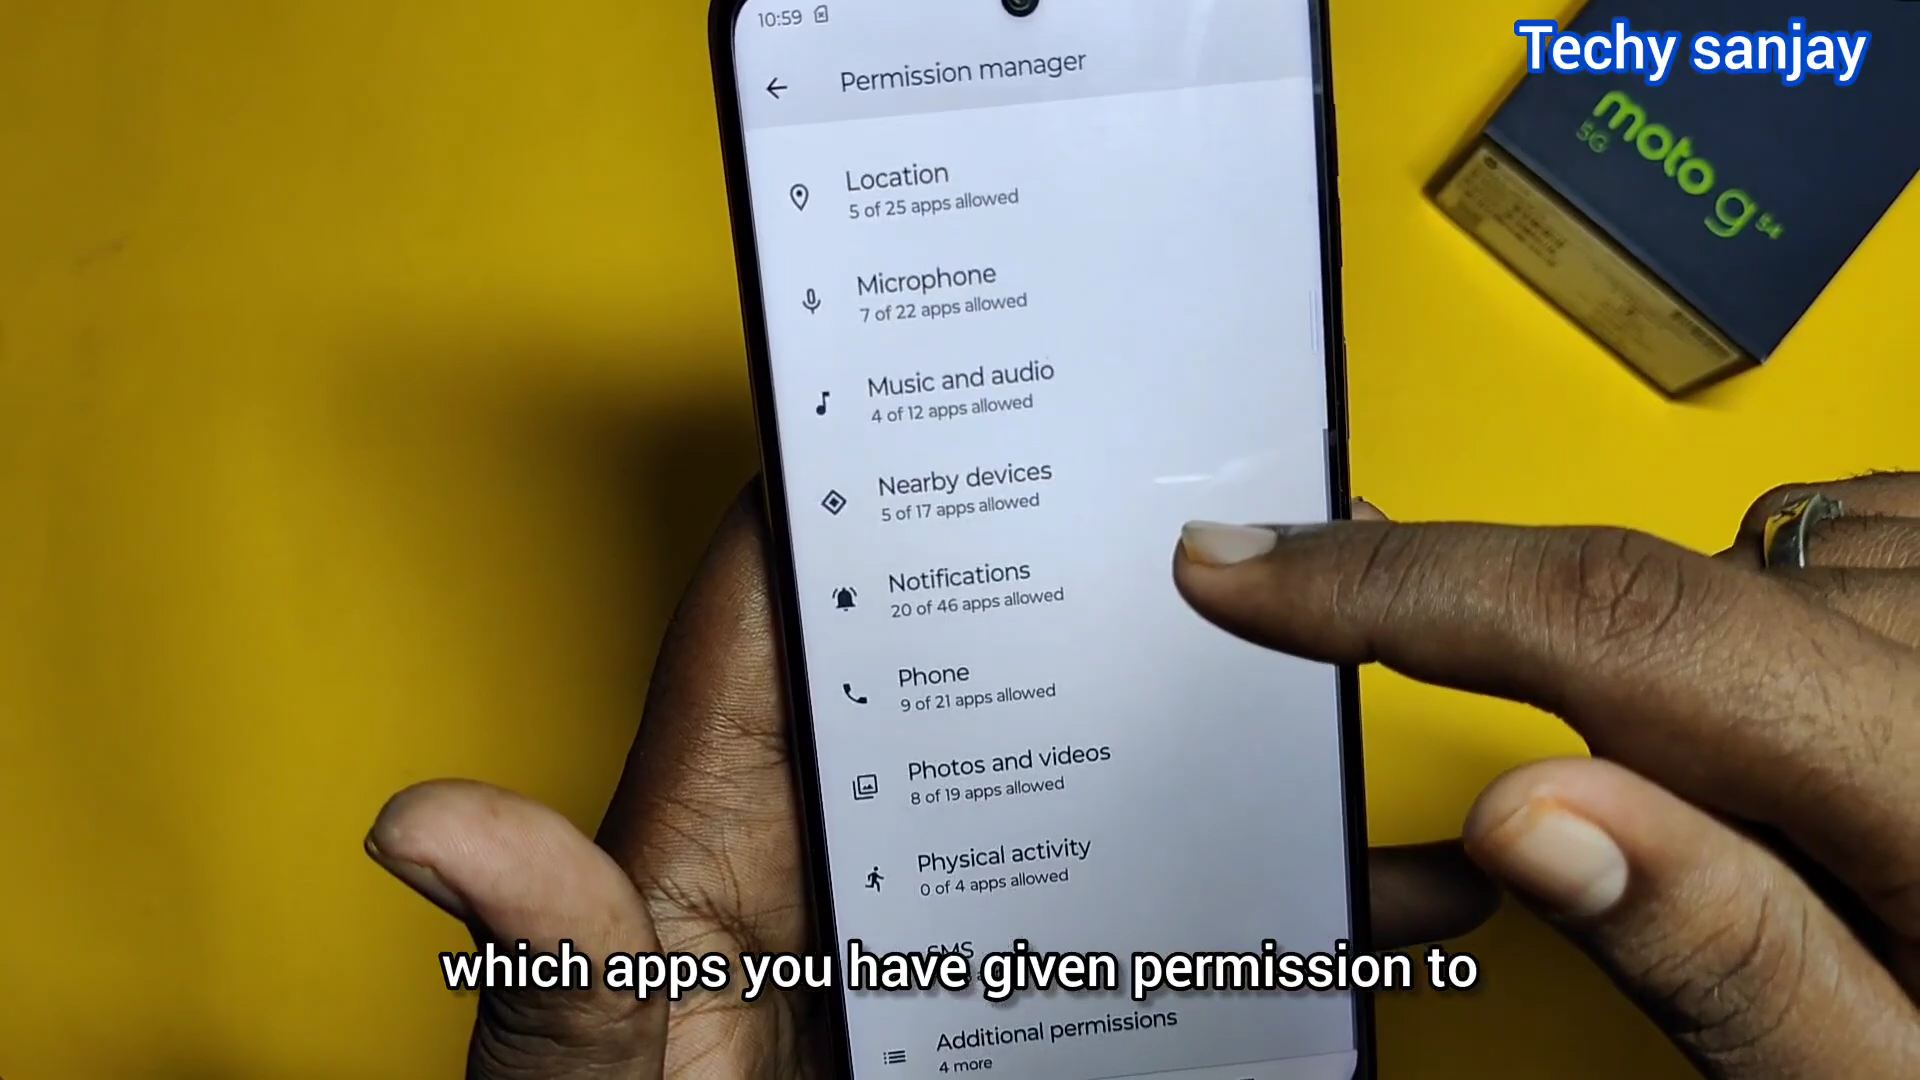 10:59
Techy sanjay
Permission manager
moto g54
5G
Location
5 of 25 apps allowed
Microphone
7 of 22 apps allowed
Music and audio
4 of 12 apps allowed
Nearby devices
5 of 17 apps allowed
Notifications
20 of 46 apps allowed
Phone
9 of 21 apps allowed
Photos and videos
8 of 19 apps allowed
Physical activity
0 of 4 apps allowed
SMS
which apps you have given permission to
Additional permissions
4 more